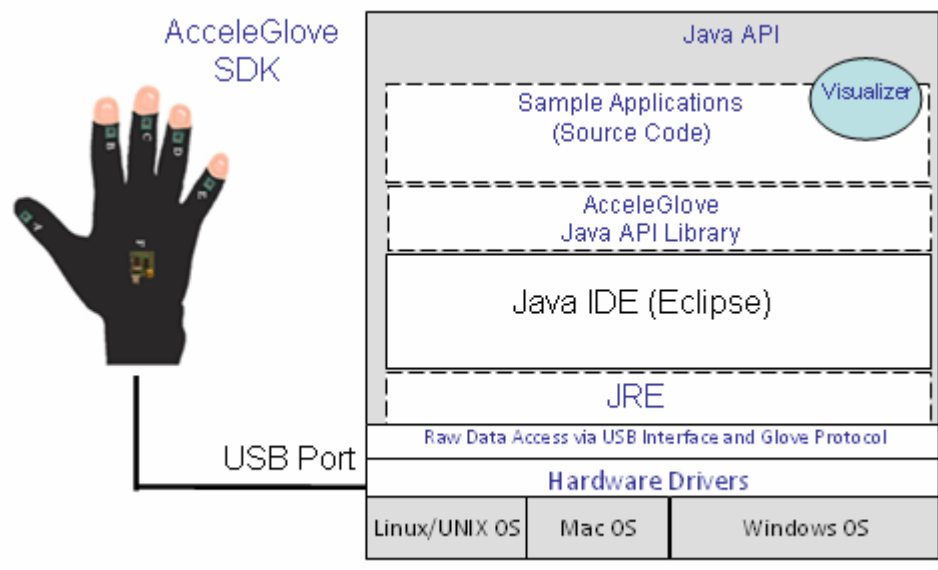 AcceleGlove
SDK
A
B
C
D
E
F
USB Port
Java API
Visualizer
Sample Applications
(Source Code)
AcceleGlove
Java API Library
Java IDE (Eclipse)
JRE
Raw Data Access via USB Interface and Glove Protocol
Hardware Drivers
Linux/UNIX OS
Mac OS
Windows OS